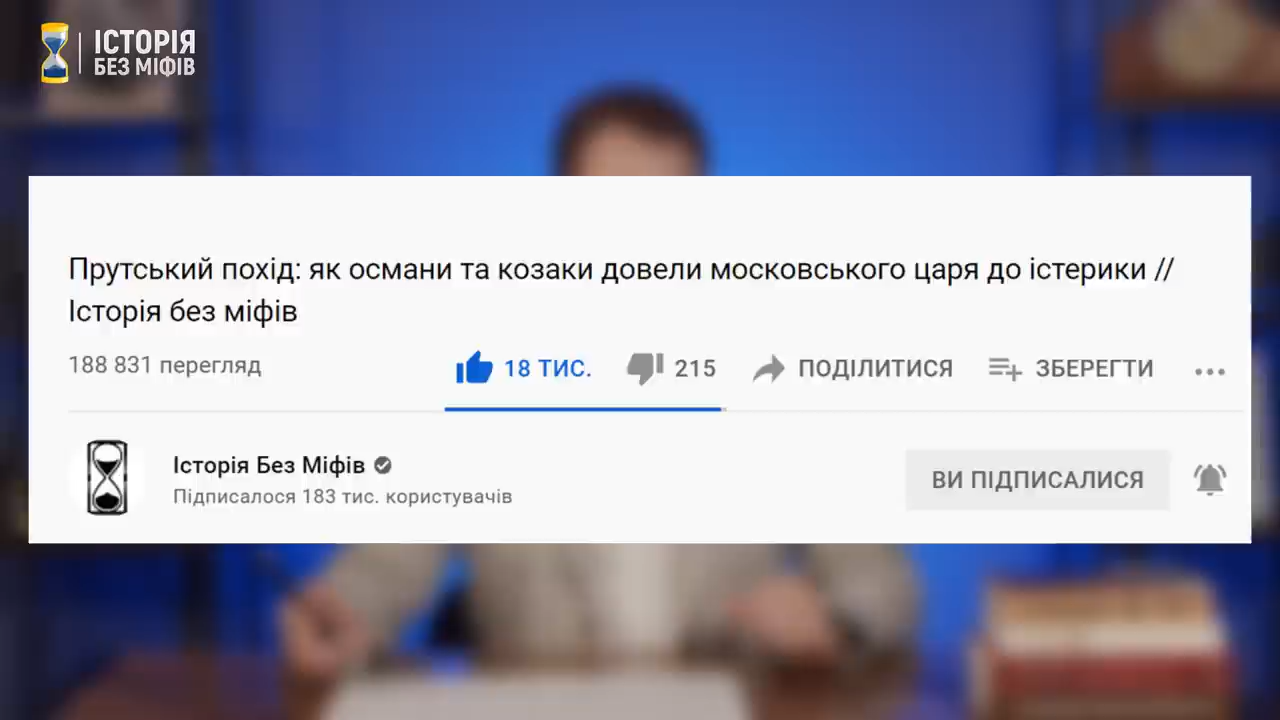 ІСТОРІЯ
БЕЗ МІФІВ
Прутський похід: як османи та козаки довели московського царя до істерики //
Історія без міфів
188 831 перегляд
18 ТИС.
215
ПОДІЛИТИСЯ
ЗБЕРЕГТИ
Історія Без Міфів
Підписалося 183 тис. користувачів
ВИ ПІДПИСАЛИСЯ